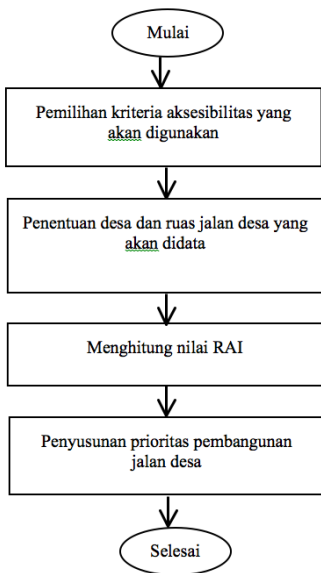 Mulai
Pemilihan kriteria aksesibilitas yang
akan digunakan
Penentuan desa dan ruas jalan desa yang
akan didata
Menghitung nilai RAI
Penyusunan prioritas pembangunan
jalan desa
Selesai